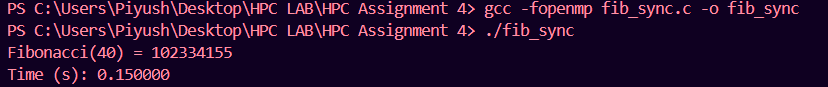 PS C:\Users\Piyush\Desktop\HPC LAB\HPC Assignment 4> gcc -fopenmp fib_sync.c -o fib_sync
PS C:\Users\Piyush\Desktop\HPC LAB\HPC Assignment 4> ./fib_sync
Fibonacci(40) = 102334155
Time (s): 0.150000